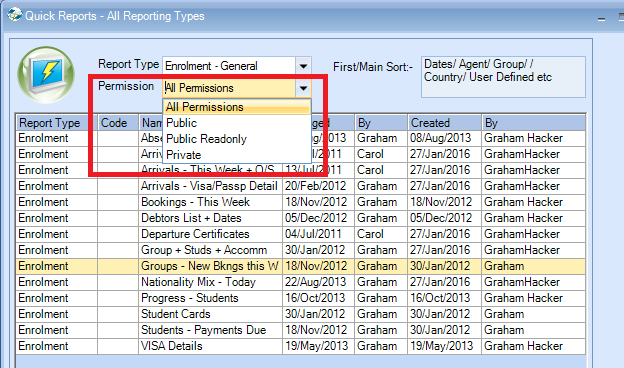 Quick Reports - All Reporting Types
Report Type Enrolment - General First/Main Sort:- Dates/ Agent/ Group/ /
Country/ User Defined etc
Permission All Permissions
All Permissions
Public
Public Readonly
Private
Report Type Code Na ged By Created By
Enrolment Abse ug/2013 Graham 08/Aug/2013 Graham Hacker
Enrolment Arriv /Jul/2011 Carol 27/Jan/2016 GrahamHacker
Enrolment Arrivals - This Week + O/S 13/Jul/2011 Carol 27/Jan/2016 GrahamHacker
Enrolment Arrivals - Visa/Passp Detail 20/Feb/2012 Graham 27/Jan/2016 GrahamHacker
Enrolment Bookings - This Week 18/Nov/2012 Graham 18/Nov/2012 Graham Hacker
Enrolment Debtors List + Dates 05/Dec/2012 Graham 05/Dec/2012 Graham Hacker
Enrolment Departure Certificates 04/Jul/2011 Carol 27/Jan/2016 GrahamHacker
Enrolment Group + Studs + Accomm 30/Jan/2012 Graham 27/Jan/2016 GrahamHacker
Enrolment Groups - New Bkngs this W 18/Nov/2012 Graham 30/Jan/2012 Graham
Enrolment Nationality Mix - Today 22/Aug/2013 Graham 27/Jan/2016 GrahamHacker
Enrolment Progress - Students 16/Oct/2013 Graham 16/Oct/2013 Graham Hacker
Enrolment Student Cards 30/Jan/2012 Graham 30/Jan/2012 Graham
Enrolment Students - Payments Due 18/Nov/2012 Graham 30/Jan/2012 Graham
Enrolment VISA Details 19/May/2013 Graham 19/May/2013 Graham Hacker